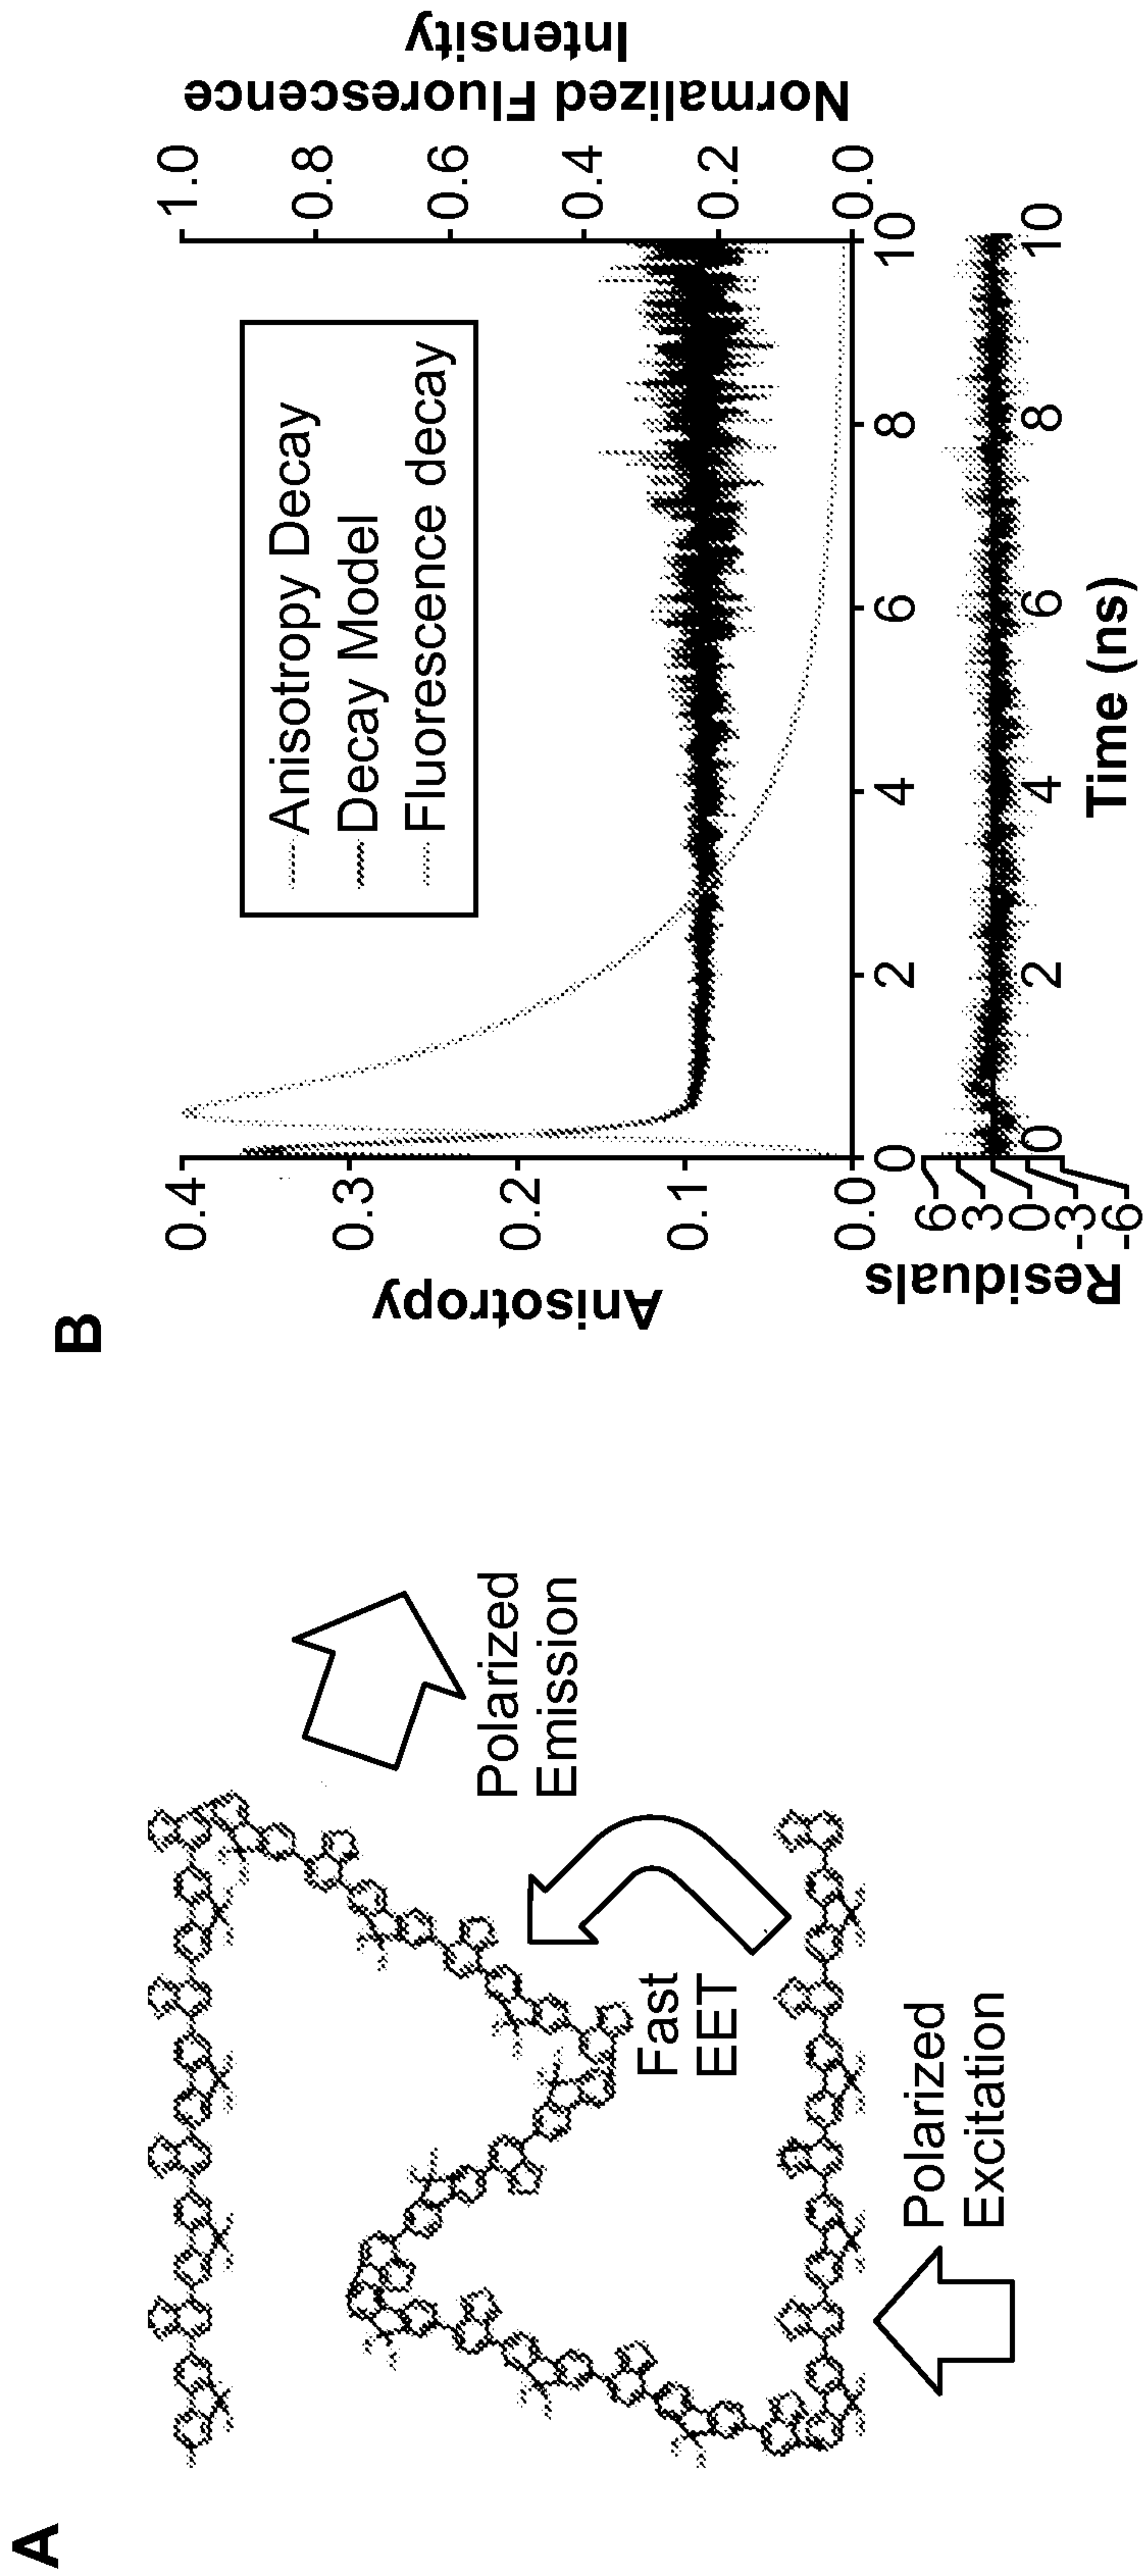 A
Polarized
Emission
Fast
EET
Polarized
Excitation
B
Anisotropy
0.4
0.3
0.2
0.1
0.0
Anisotropy Decay
Decay Model
Fluorescence decay
1.0
0.8
0.6
0.4
0.2
0.0
Normalized Fluorescence
Intensity
0 2 4 6 8 10
Residuals
6
3
0
-3
-6
0 2 4 6 8 10
Time (ns)